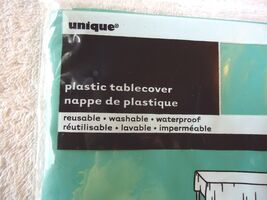 unique®
plastic tablecover
nappe de plastique
reusable • washable • waterproof
réutilisable • lavable • imperméable